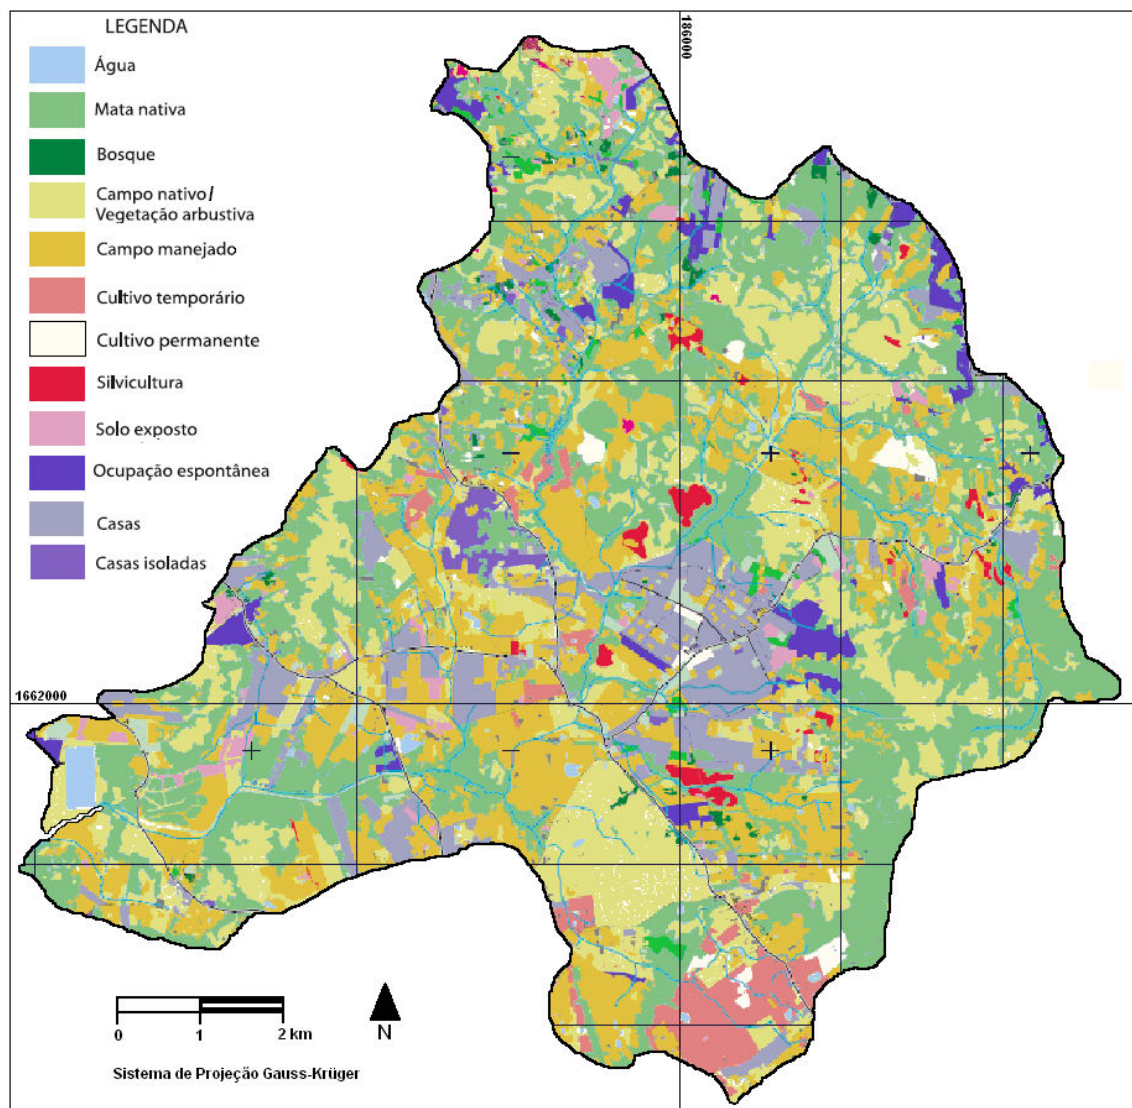 LEGENDA
Água
Mata nativa
Bosque
Campo nativo/
Vegetação arbustiva
Campo manejado
Cultivo temporário
Cultivo permanente
Silvicultura
Solo exposto
Ocupação espontânea
Casas
Casas isoladas
186000
1662000
0 1 2 km
N
Sistema de Projeção Gauss-Krüger